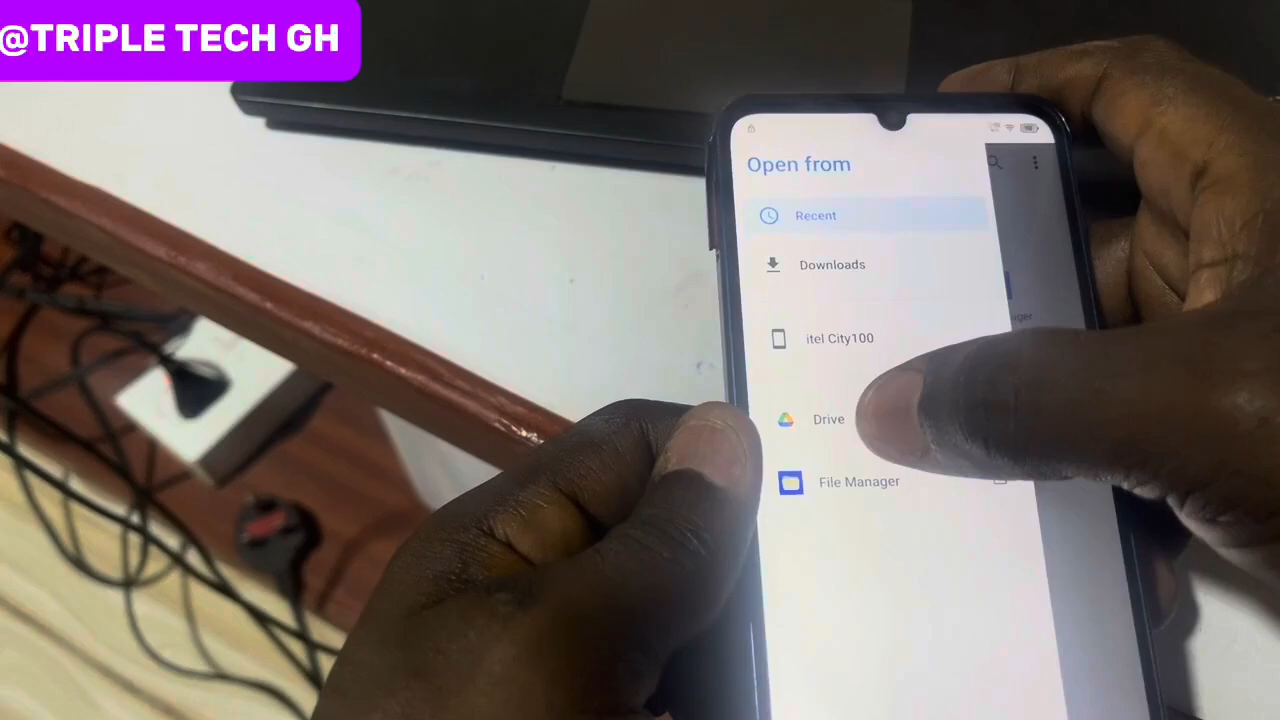 @TRIPLE TECH GH
Open from
Recent
Downloads
itel City100
Drive
File Manager